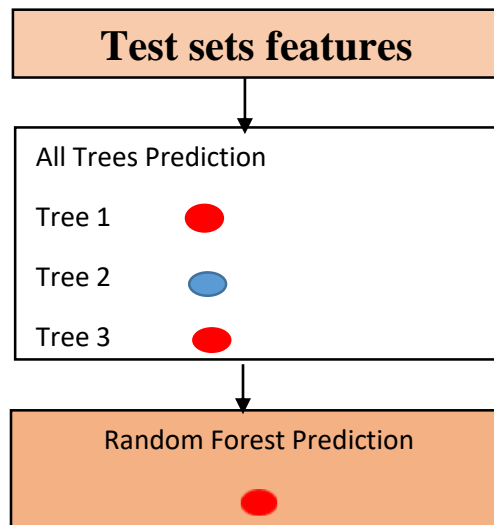 Test sets features
All Trees Prediction
Tree 1
Tree 2
Tree 3
Random Forest Prediction